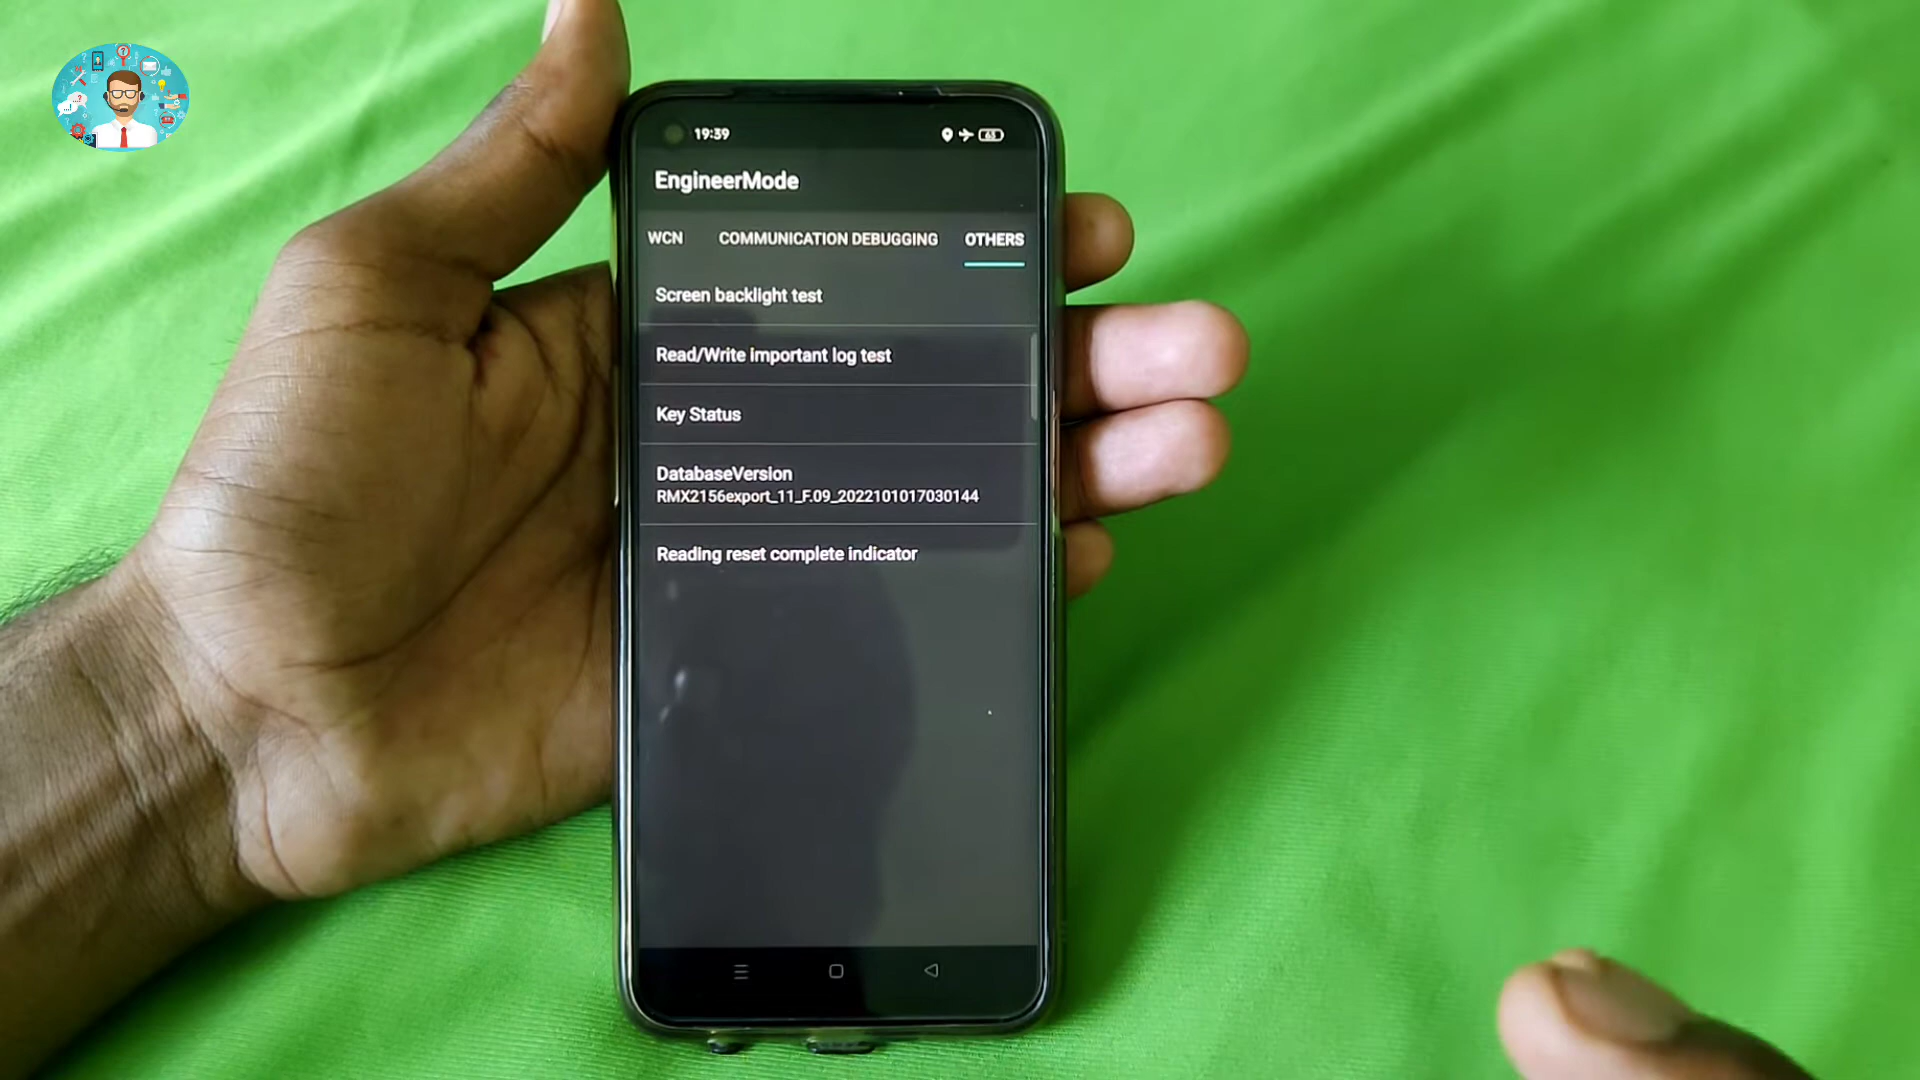 19:39
65
EngineerMode
WCN COMMUNICATION DEBUGGING OTHERS
Screen backlight test
Read/Write important log test
Key Status
DatabaseVersion
RMX2156export_11_F.09_2022101017030144
Reading reset complete indicator